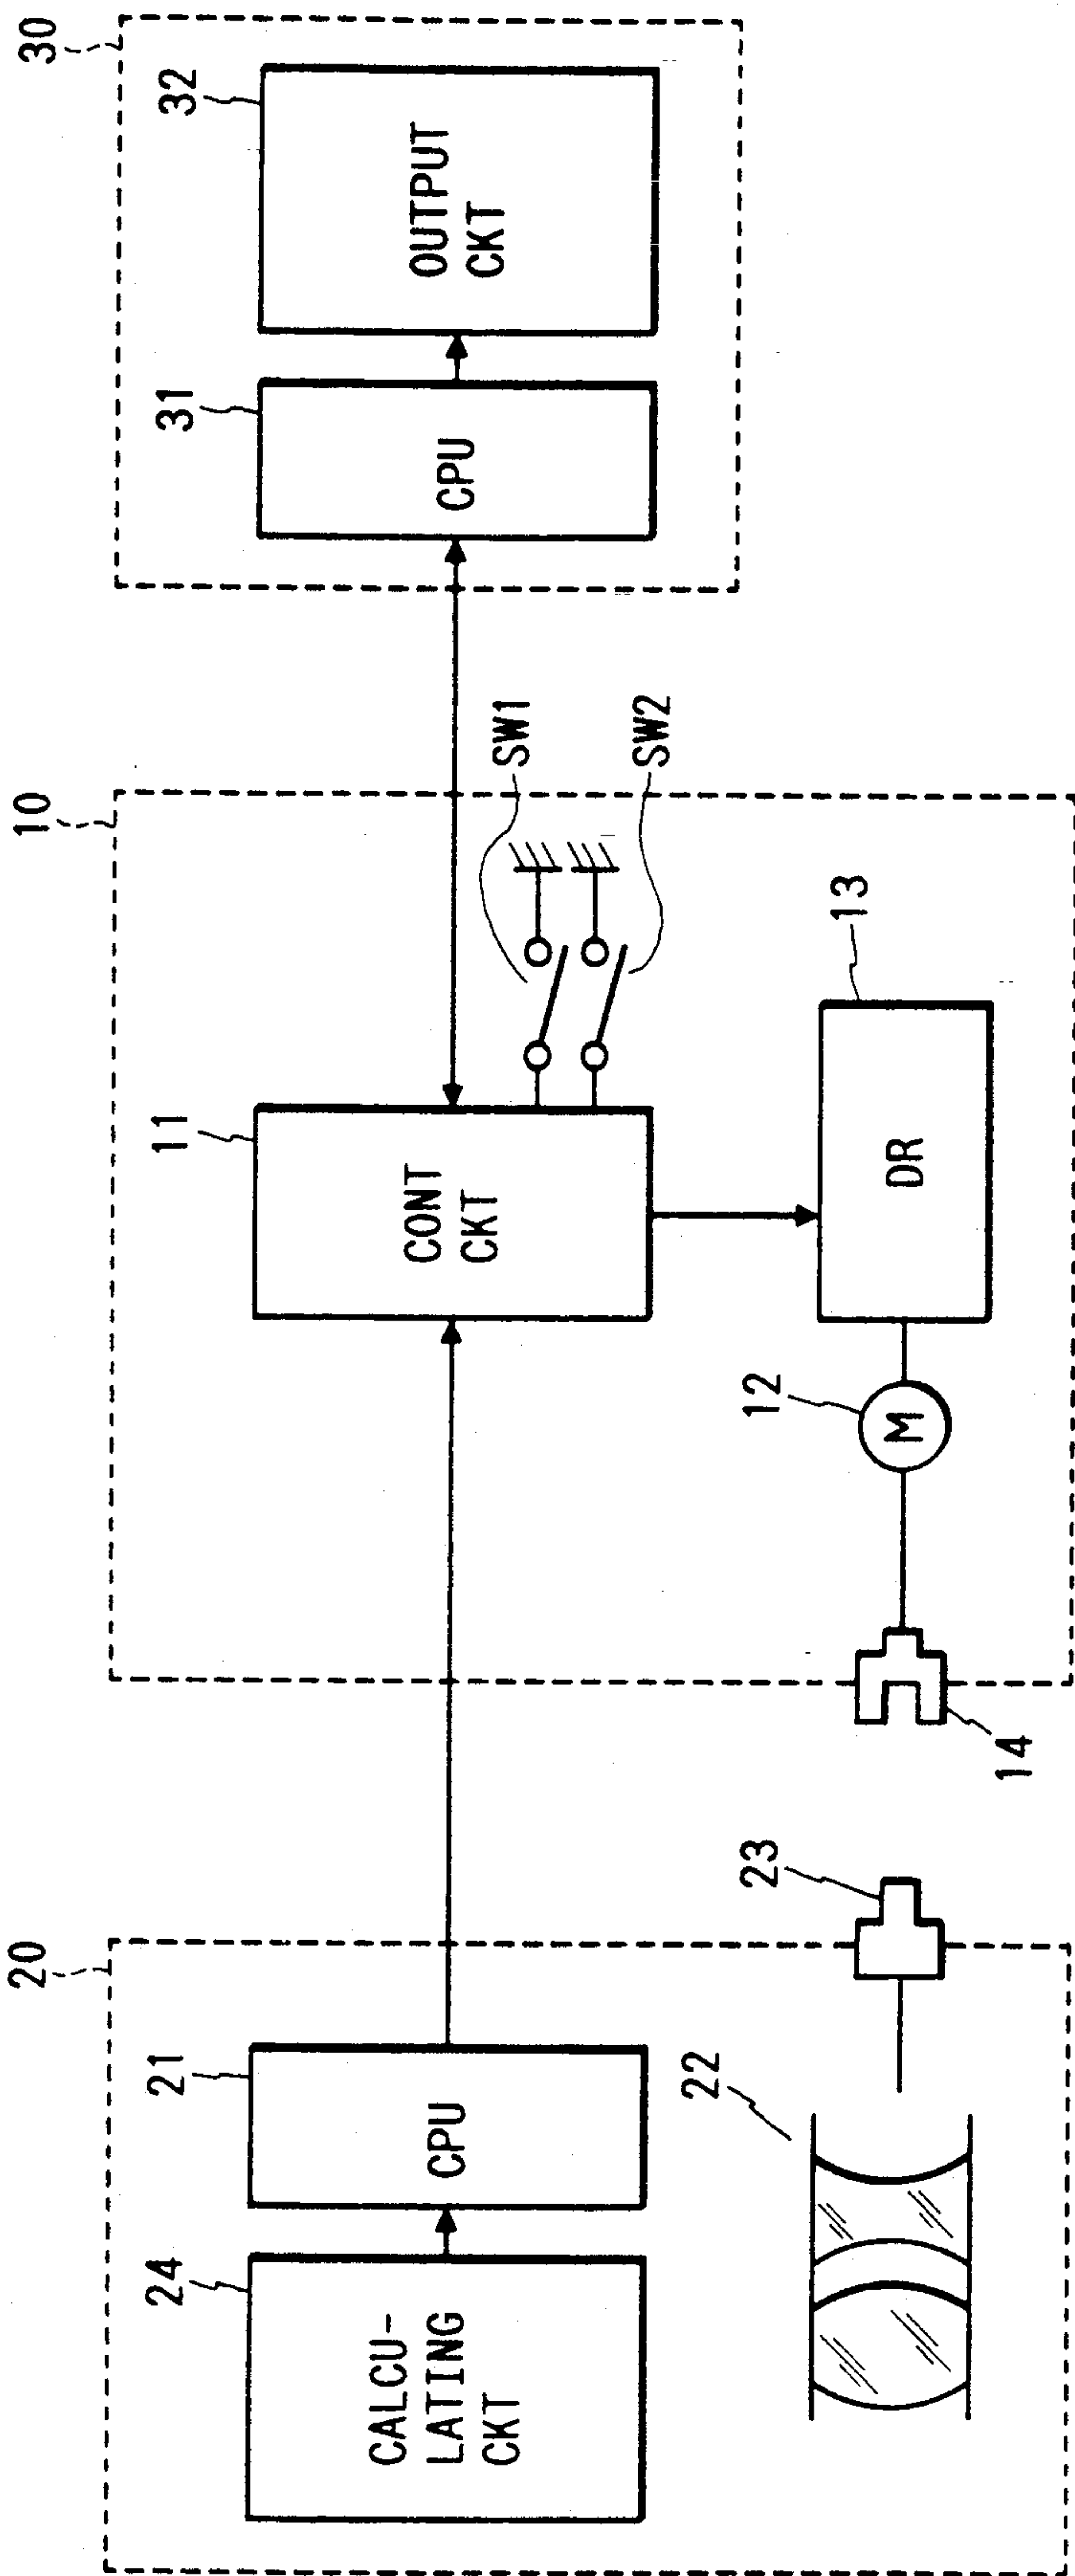 20
24
CALCU-
LATING
CKT
21
CPU
22
23
10
11
CONT
CKT
SW1
SW2
12
M
13
DR
14
30
31
CPU
32
OUTPUT
CKT